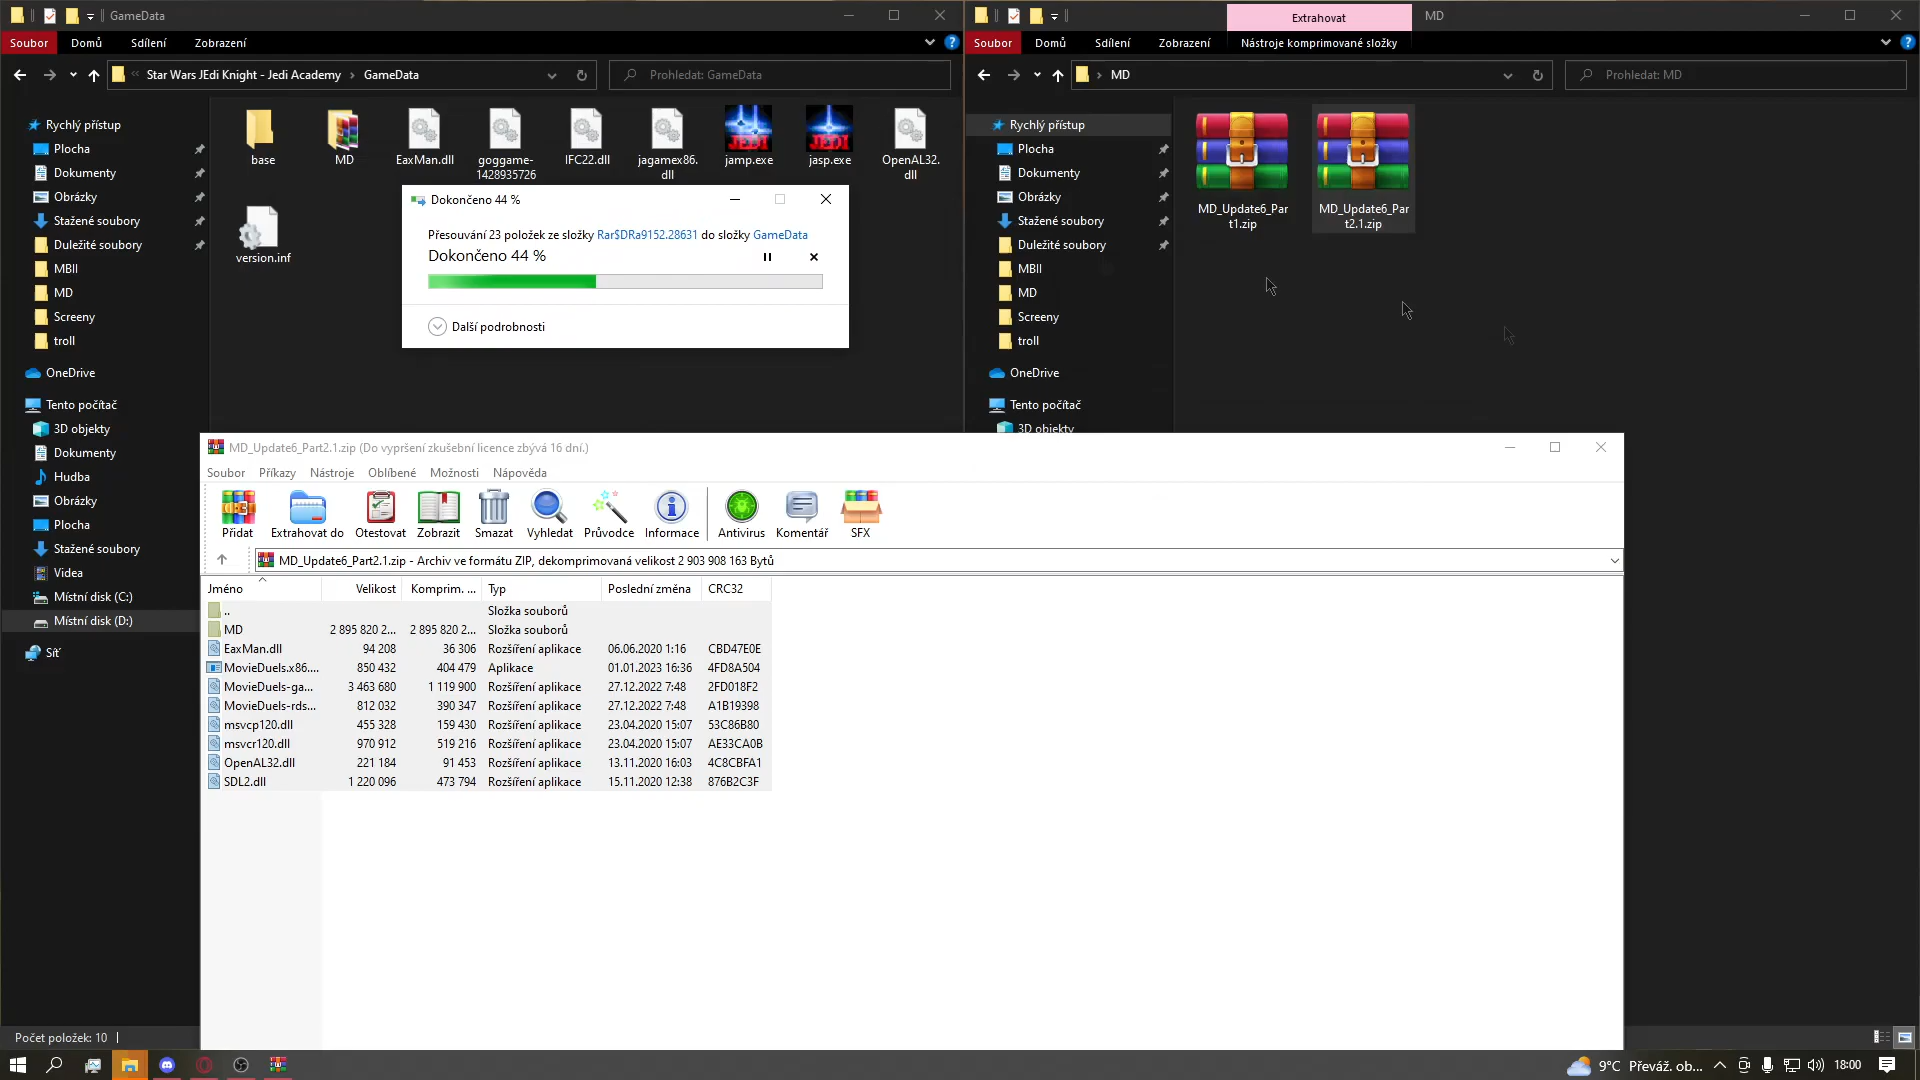 GameData
Soubor Domů Sdílení Zobrazení
Star Wars JEdi Knight - Jedi Academy > GameData
Prohledat: GameData
Rychlý přístup
Plocha
Dokumenty
Obrázky
Stažené soubory
Duležité soubory
MBII
MD
Screeny
troll
OneDrive
Tento počítač
3D objekty
Dokumenty
Hudba
Obrázky
Plocha
Stažené soubory
Videa
Místní disk (C:)
Místní disk (D:)
Síť
Počet položek: 10
base
MD
EaxMan.dll
goggame-
1428935726
IFC22.dll
jagamex86.
dll
jamp.exe
jasp.exe
OpenAL32.
dll
version.inf
Dokončeno 44 %
Přesouvání 23 položek ze složky Rar$DRa9152.28631 do složky GameData
Dokončeno 44 %
Další podrobnosti
Extrahovat
MD
Soubor Domů Sdílení Zobrazení Nástroje komprimované složky
MD
Prohledat: MD
Rychlý přístup
Plocha
Dokumenty
Obrázky
Stažené soubory
Duležité soubory
MBII
MD
Screeny
troll
OneDrive
Tento počítač
3D objekty
MD_Update6_Par
t1.zip
MD_Update6_Par
t2.1.zip
MD_Update6_Part2.1.zip (Do vypršení zkušební licence zbývá 16 dní.)
Soubor Příkazy Nástroje Oblíbené Možnosti Nápověda
Přidat Extrahovat do Otestovat Zobrazit Smazat Vyhledat Průvodce Informace Antivirus Komentář SFX
MD_Update6_Part2.1.zip - Archiv ve formátu ZIP, dekomprimovaná velikost 2 903 908 163 Bytů
Jméno Velikost Komprim. ... Typ Poslední změna CRC32
.. Složka souborů
MD 2 895 820 2... 2 895 820 2... Složka souborů
EaxMan.dll 94 208 36 306 Rozšíření aplikace 06.06.2020 1:16 CBD47E0E
MovieDuels.x86.... 850 432 404 479 Aplikace 01.01.2023 16:36 4FD8A504
MovieDuels-ga... 3 463 680 1 119 900 Rozšíření aplikace 27.12.2022 7:48 2FD018F2
MovieDuels-rds... 812 032 390 347 Rozšíření aplikace 27.12.2022 7:48 A1B19398
msvcp120.dll 455 328 159 430 Rozšíření aplikace 23.04.2020 15:07 53C86B80
msvcr120.dll 970 912 519 216 Rozšíření aplikace 23.04.2020 15:07 AE33CA0B
OpenAL32.dll 221 184 91 453 Rozšíření aplikace 13.11.2020 16:03 4C8CBFA1
SDL2.dll 1 220 096 473 794 Rozšíření aplikace 15.11.2020 12:38 876B2C3F
9°C Převáž. ob... 18:00